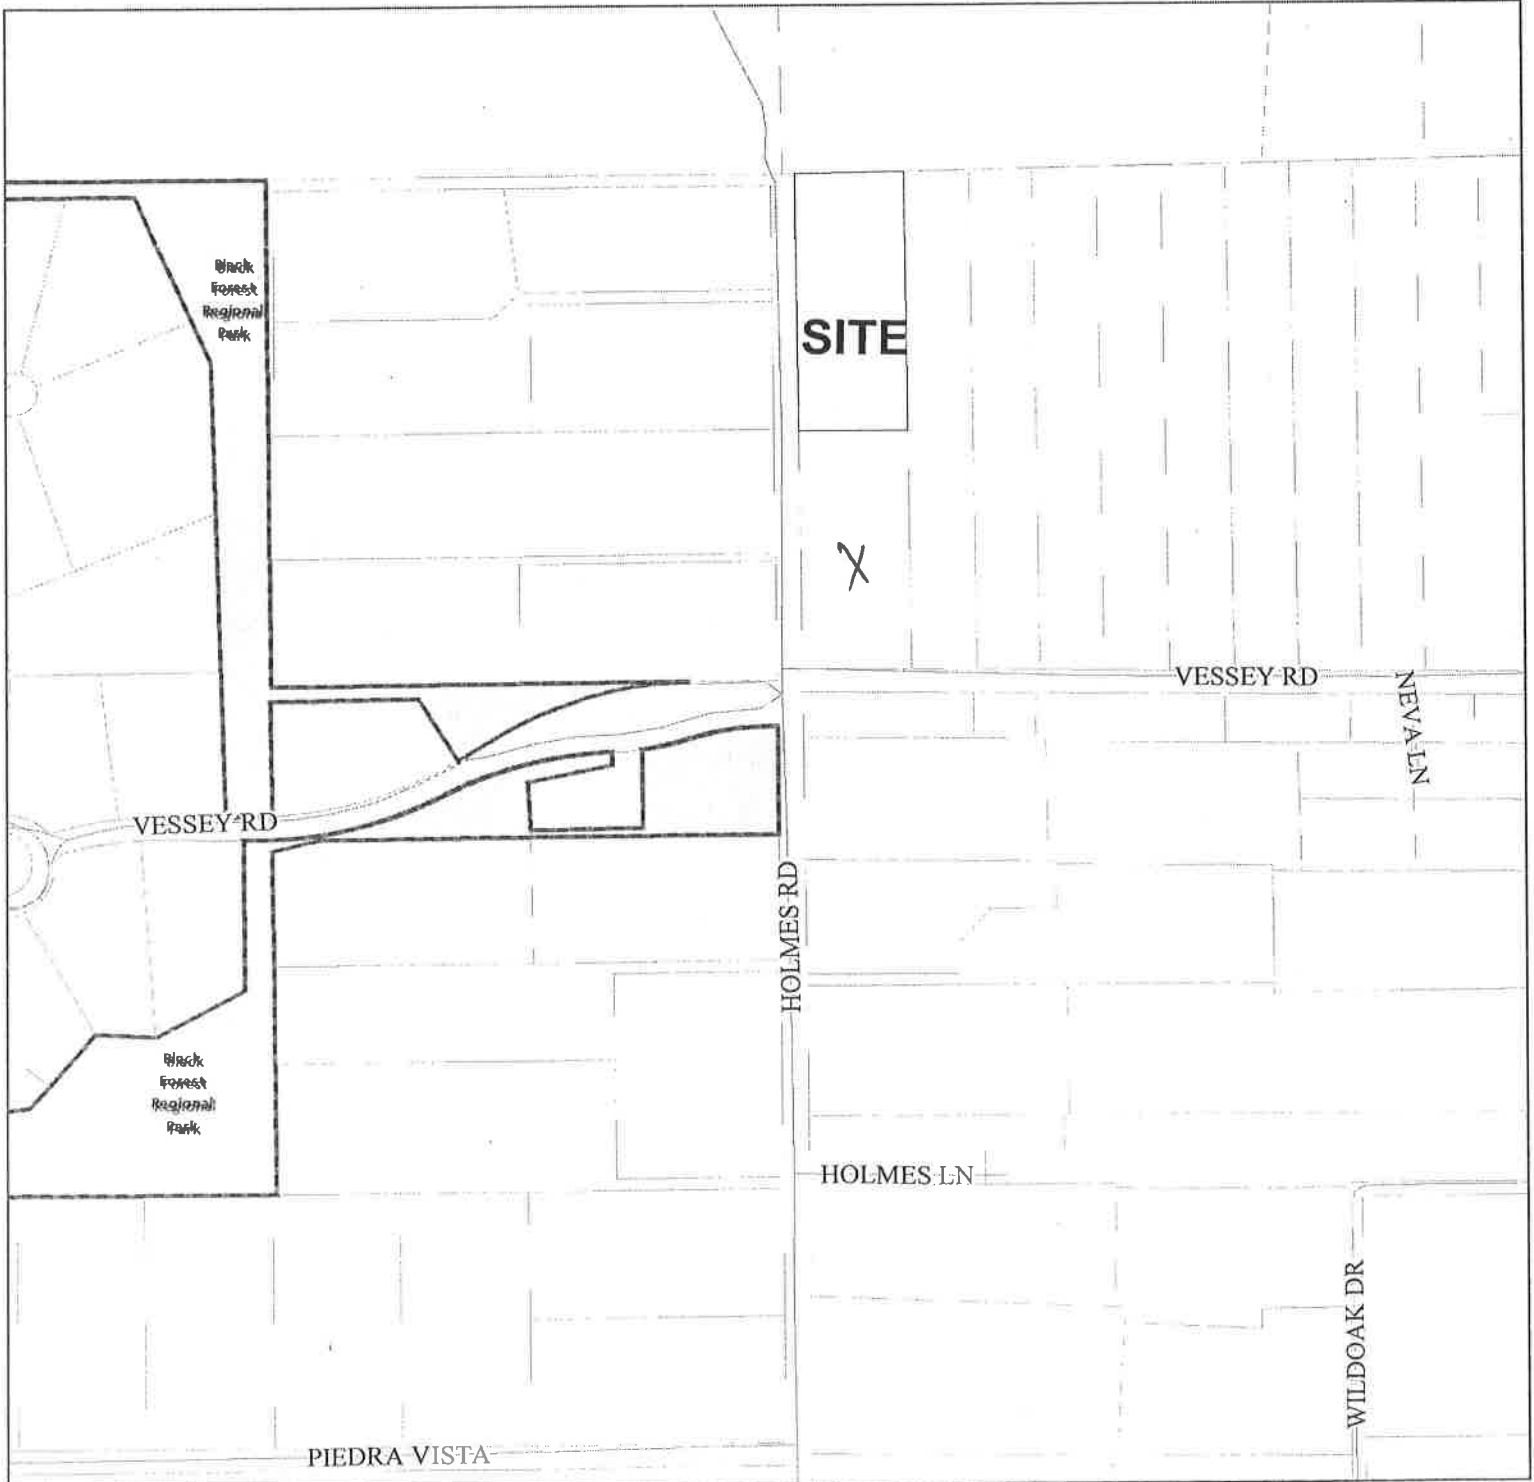 Black
Forest
Regional
Park
SITE
X
VESSEY RD
NEVA LN
VESSEY RD
HOLMES RD
Black
Forest
Regional
Park
HOLMES LN
WILDOAK DR
PIEDRA VISTA